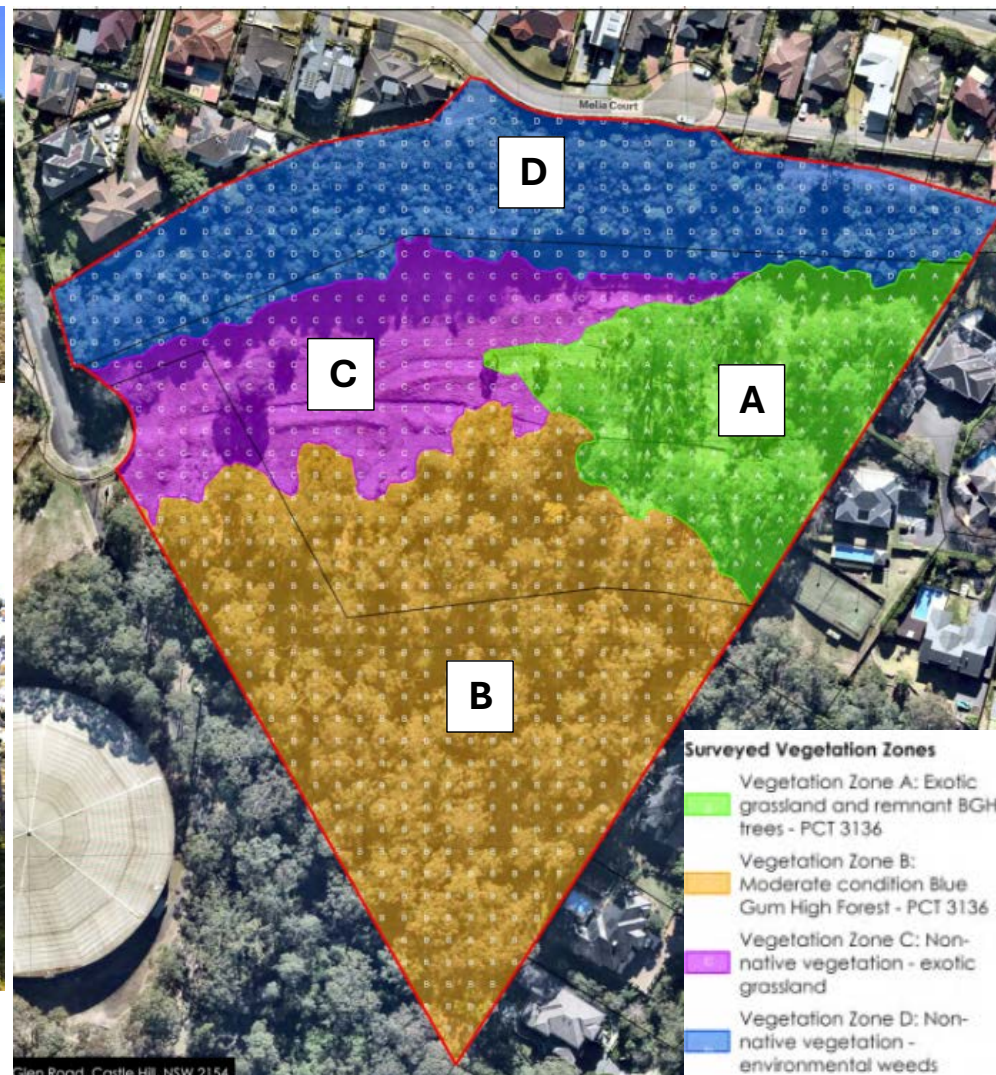 Melia Court
D
C
A
B
Surveyed Vegetation Zones
Vegetation Zone A: Exotic
grassland and remnant BGH
trees - PCT 3136
Vegetation Zone B:
Moderate condition Blue
Gum High Forest - PCT 3136
Vegetation Zone C: Non-
native vegetation - exotic
grassland
Vegetation Zone D: Non-
native vegetation -
environmental weeds
Glen Road, Castle Hill, NSW 2154